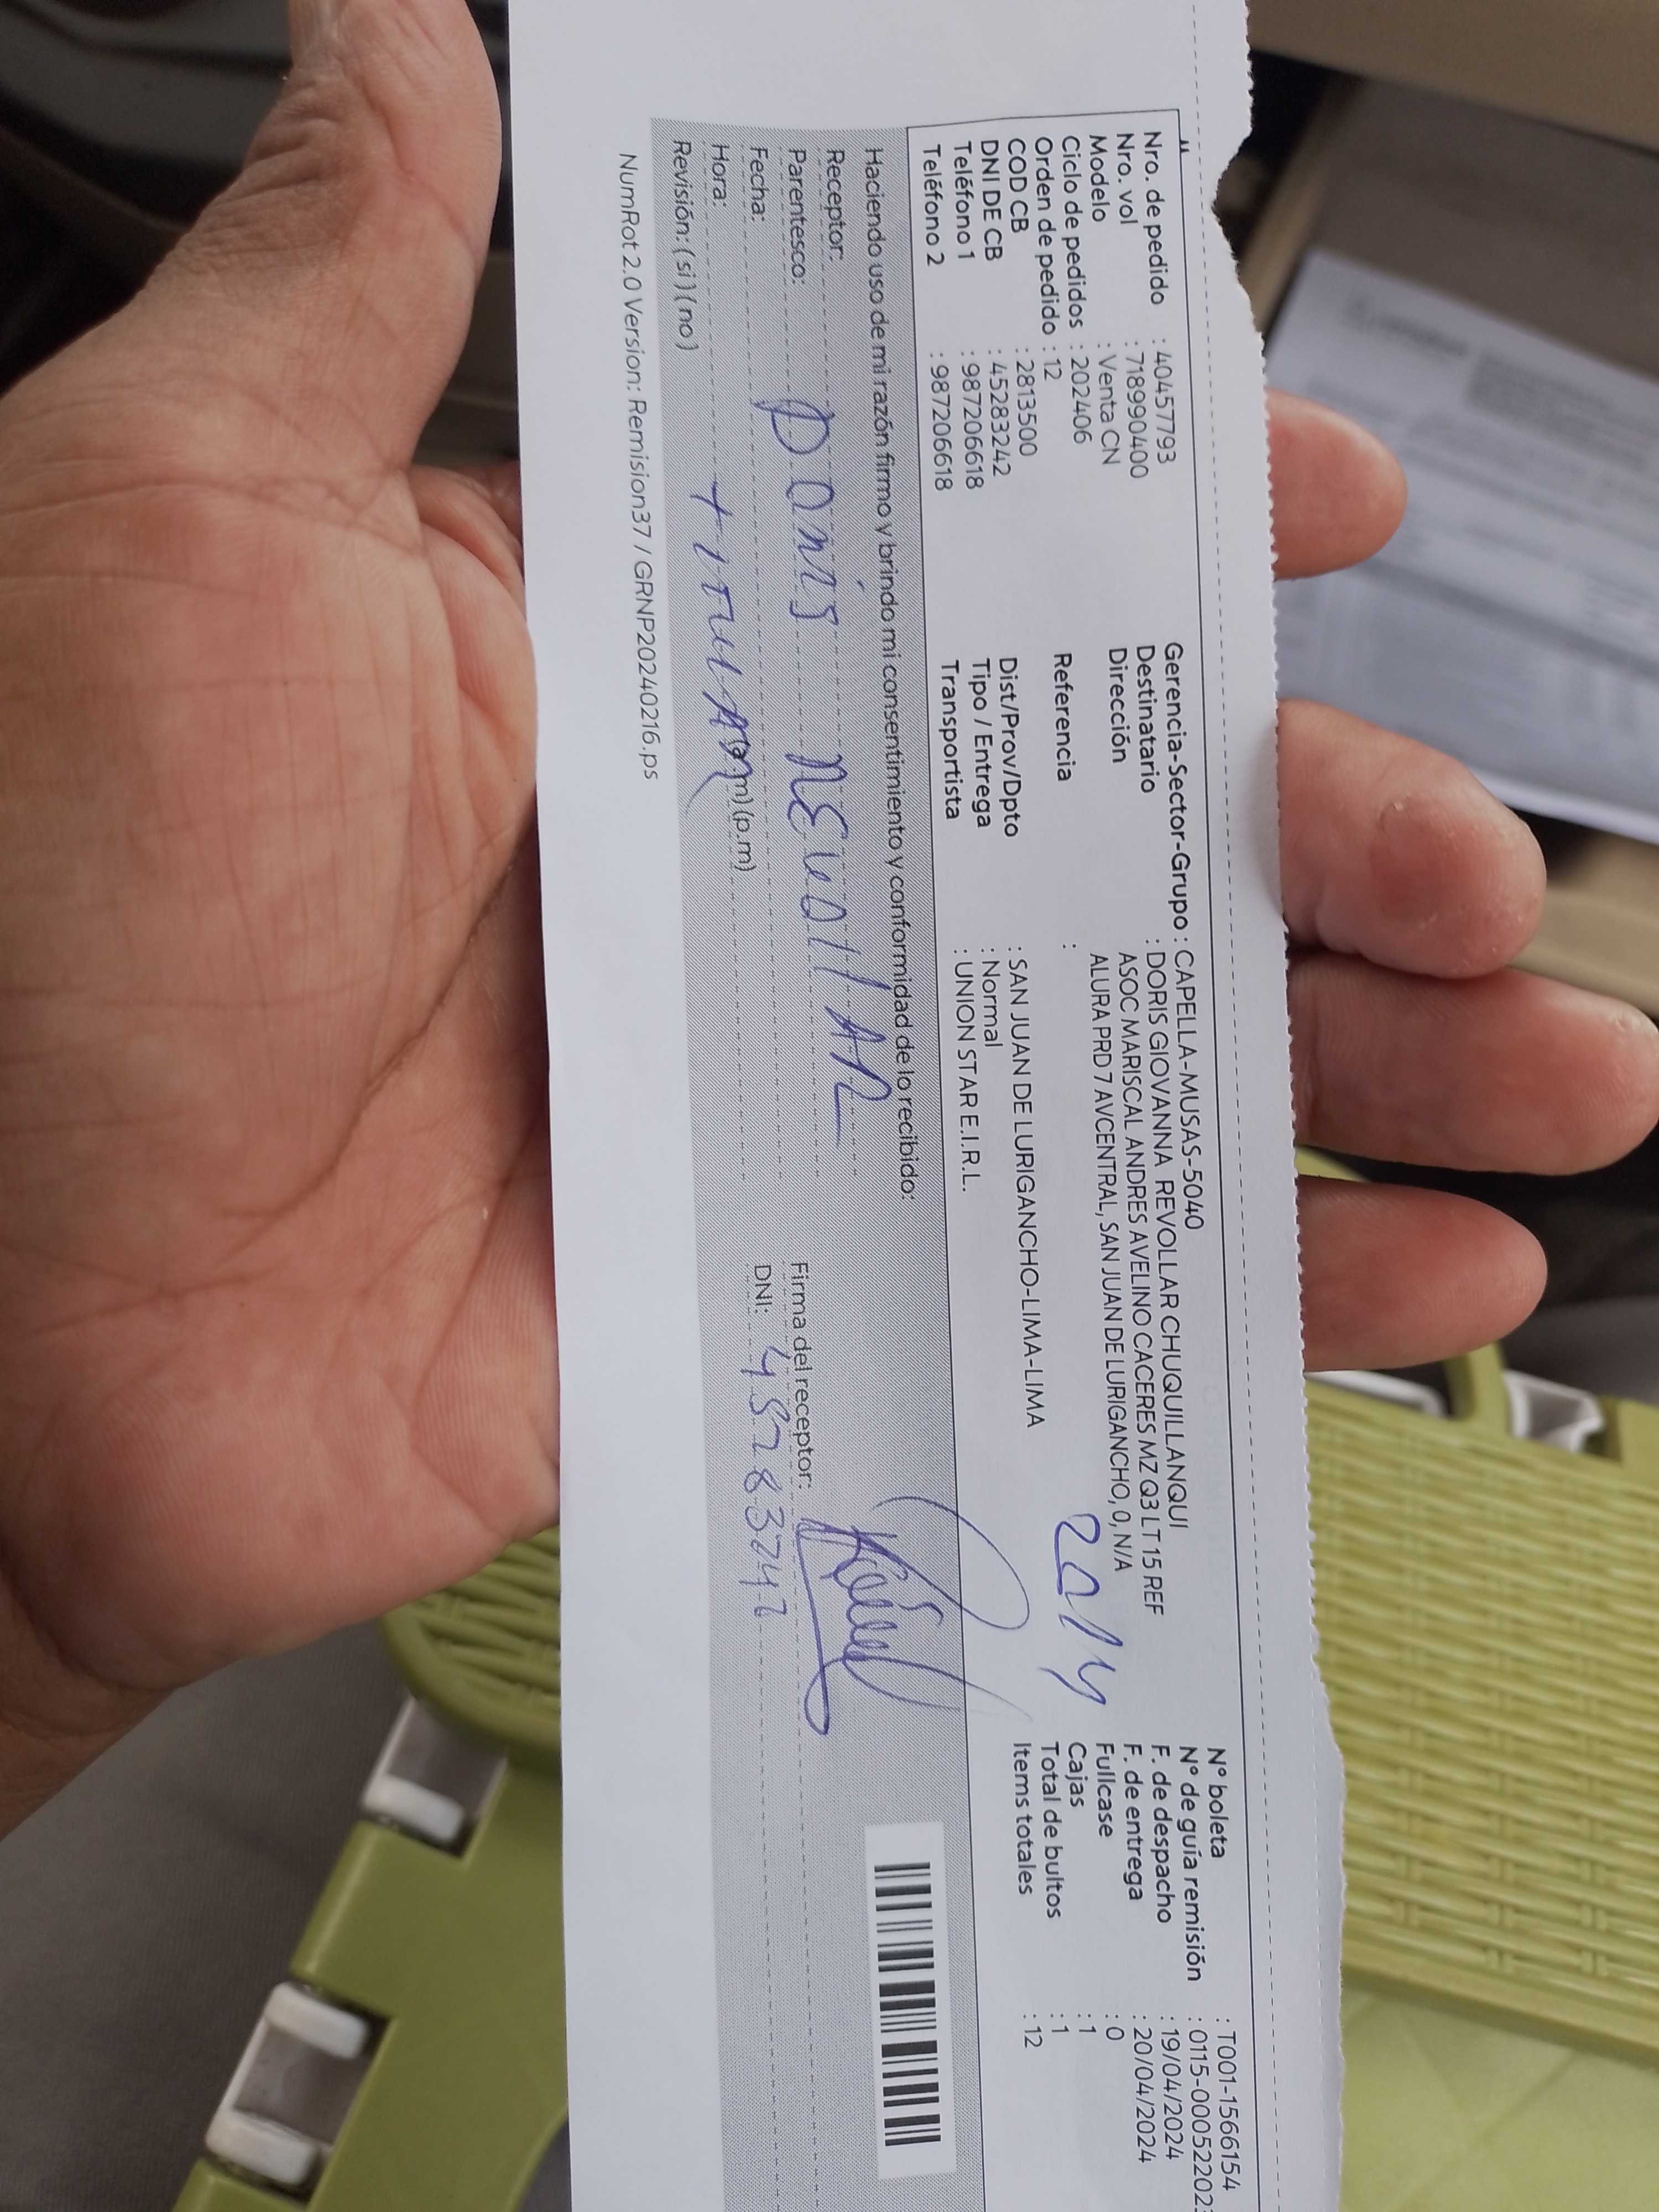 Nro. de pedido : 40457793
Nro. vol : 718990400
Modelo : Venta CN
Ciclo de pedidos : 202406
Orden de pedido : 12
COD CB : 2813500
DNI DE CB : 45283242
Teléfono 1 : 987206618
Teléfono 2 : 987206618
Gerencia-Sector-Grupo : CAPELLA-MUSAS-5040
Destinatario : DORIS GIOVANNA REVOLLAR CHUQUILLANQUI
Dirección ASOC MARISCAL ANDRES AVELINO CACERES MZ Q3 LT 15 REF
ALURA PRD 7 AVCENTRAL, SAN JUAN DE LURIGANCHO, 0, N/A
Referencia :
Dist/Prov/Dpto : SAN JUAN DE LURIGANCHO-LIMA-LIMA
Tipo / Entrega : Normal
Transportista : UNION STAR E.I.R.L.
20/4
N° boleta : T001-1566154
N° de guía remisión : 0115-00052202
F. de despacho : 19/04/2024
F. de entrega : 20/04/2024
Fullcase : 0
Cajas : 1
Total de bultos : 1
Items totales : 12
Haciendo uso de mi razón firmo y brindo mi consentimiento y conformidad de lo recibido:
Receptor:
Parentesco:
Fecha:
Hora: m)(p.m)
Revisión: (si) (no)
Firma del receptor:
DNI: 45283242
NumRot 2.0 Version: Remision37 / GRNP20240216.ps